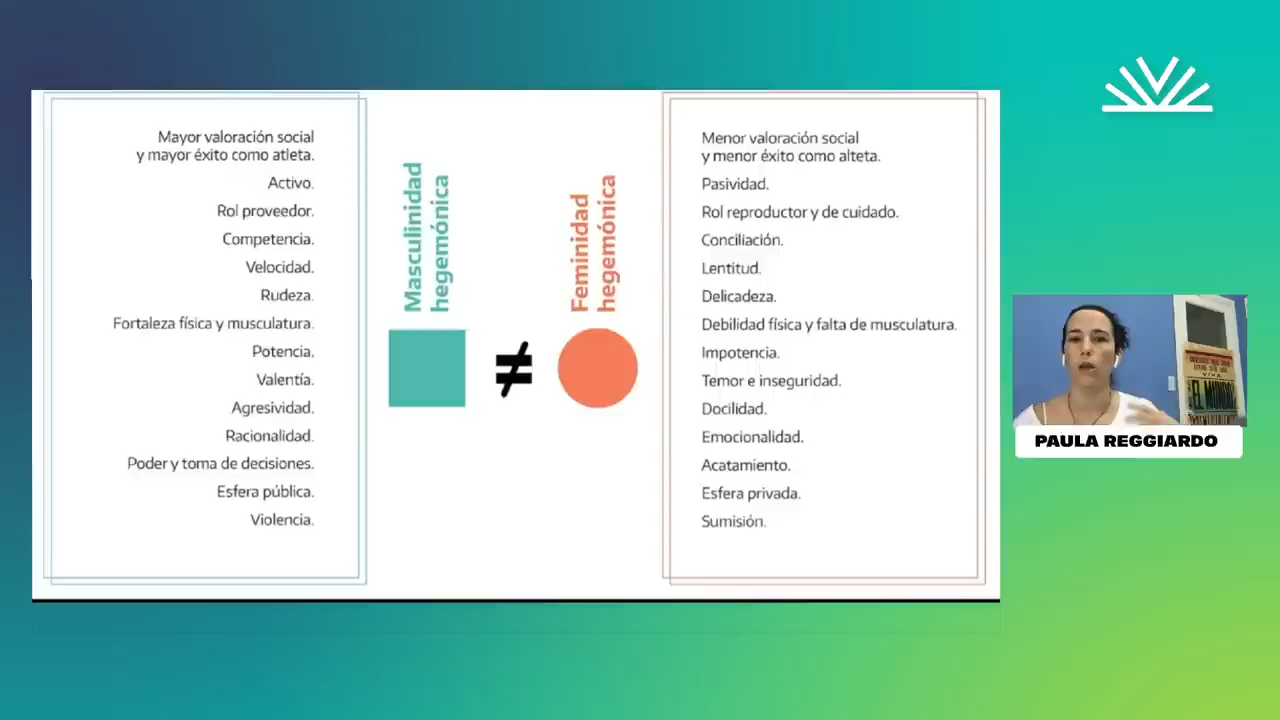 Mayor valoración social
y mayor éxito como atleta.
Activo.
Rol proveedor.
Competencia.
Velocidad.
Rudeza.
Fortaleza física y musculatura.
Potencia.
Valentía.
Agresividad.
Racionalidad.
Poder y toma de decisiones.
Esfera pública.
Violencia.
Masculinidad
hegemónica
≠
Feminidad
hegemónica
Menor valoración social
y menor éxito como alteta.
Pasividad.
Rol reproductor y de cuidado.
Conciliación.
Lentitud.
Delicadeza.
Debilidad física y falta de musculatura.
Impotencia.
Temor e inseguridad.
Docilidad.
Emocionalidad.
Acatamiento.
Esfera privada.
Sumisión.
EL MUNDO
PAULA REGGIARDO